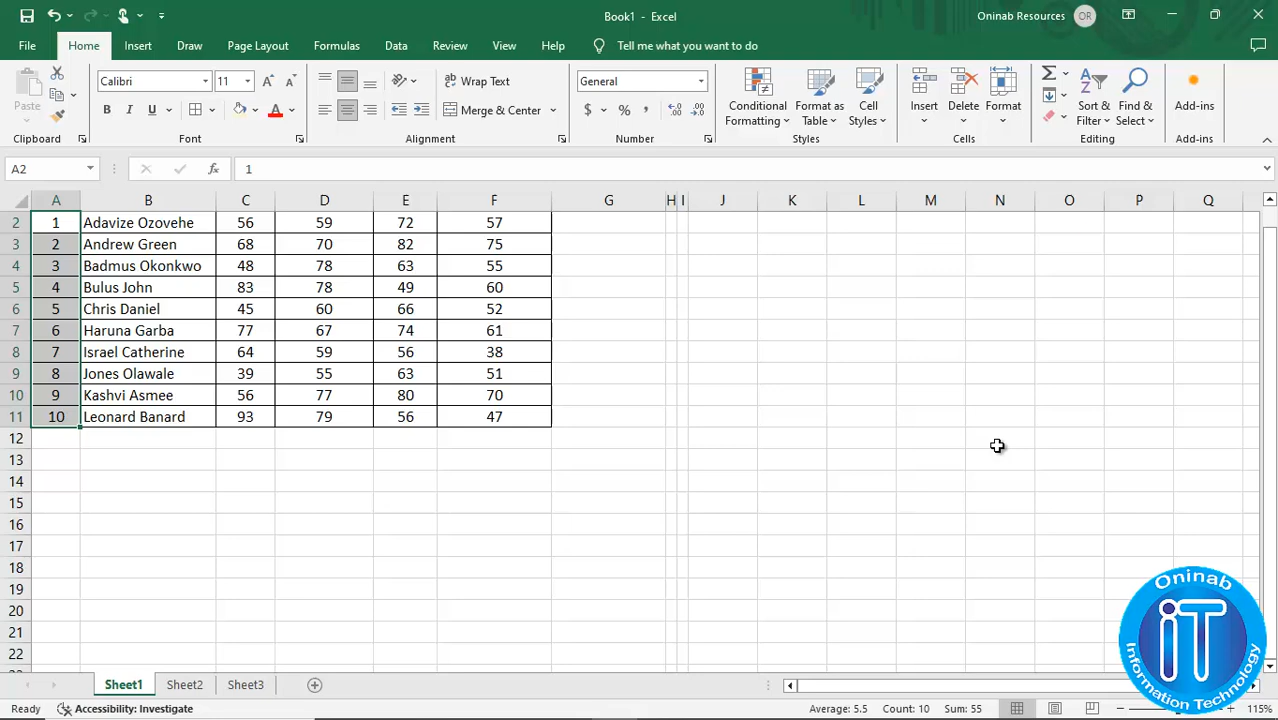 Book1 - Excel
Oninab Resources OR
File Home Insert Draw Page Layout Formulas Data Review View Help Tell me what you want to do
Paste
Clipboard
Calibri 11
B I U
Font
Wrap Text
Merge & Center
Alignment
General
$ % ,
Number
Conditional Formatting
Format as Table
Cell Styles
Styles
Insert
Delete
Format
Cells
Sort & Filter
Find & Select
Editing
Add-ins
Add-ins
A2 fx 1
A B C D E F G H I J K L M N O P Q
2 1 Adavize Ozovehe 56 59 72 57
3 2 Andrew Green 68 70 82 75
4 3 Badmus Okonkwo 48 78 63 55
5 4 Bulus John 83 78 49 60
6 5 Chris Daniel 45 60 66 52
7 6 Haruna Garba 77 67 74 61
8 7 Israel Catherine 64 59 56 38
9 8 Jones Olawale 39 55 63 51
10 9 Kashvi Asmee 56 77 80 70
11 10 Leonard Banard 93 79 56 47
12
13
14
15
16
17
18
19
20
21
22
Oninab
iT
Information Technology
Sheet1 Sheet2 Sheet3
Ready Accessibility: Investigate Average: 5.5 Count: 10 Sum: 55 115%